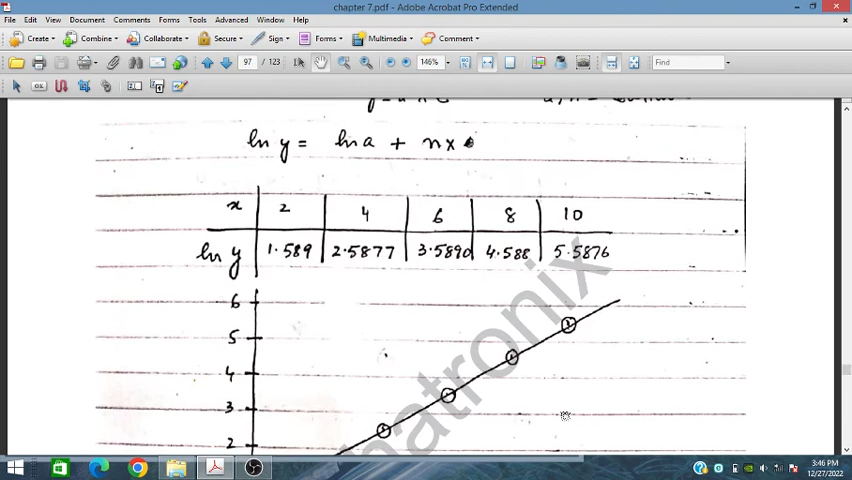 chapter 7.pdf - Adobe Acrobat Pro Extended
File Edit View Document Comments Forms Tools Advanced Window Help
Create Combine Collaborate Secure Sign Forms Multimedia Comment
97 / 123 146% Find
ln y = ln a + nx
x 2 4 6 8 10
ln y 1.589 2.5877 3.5890 4.588 5.5876
6
5
4
3
2
3:46 PM
12/27/2022